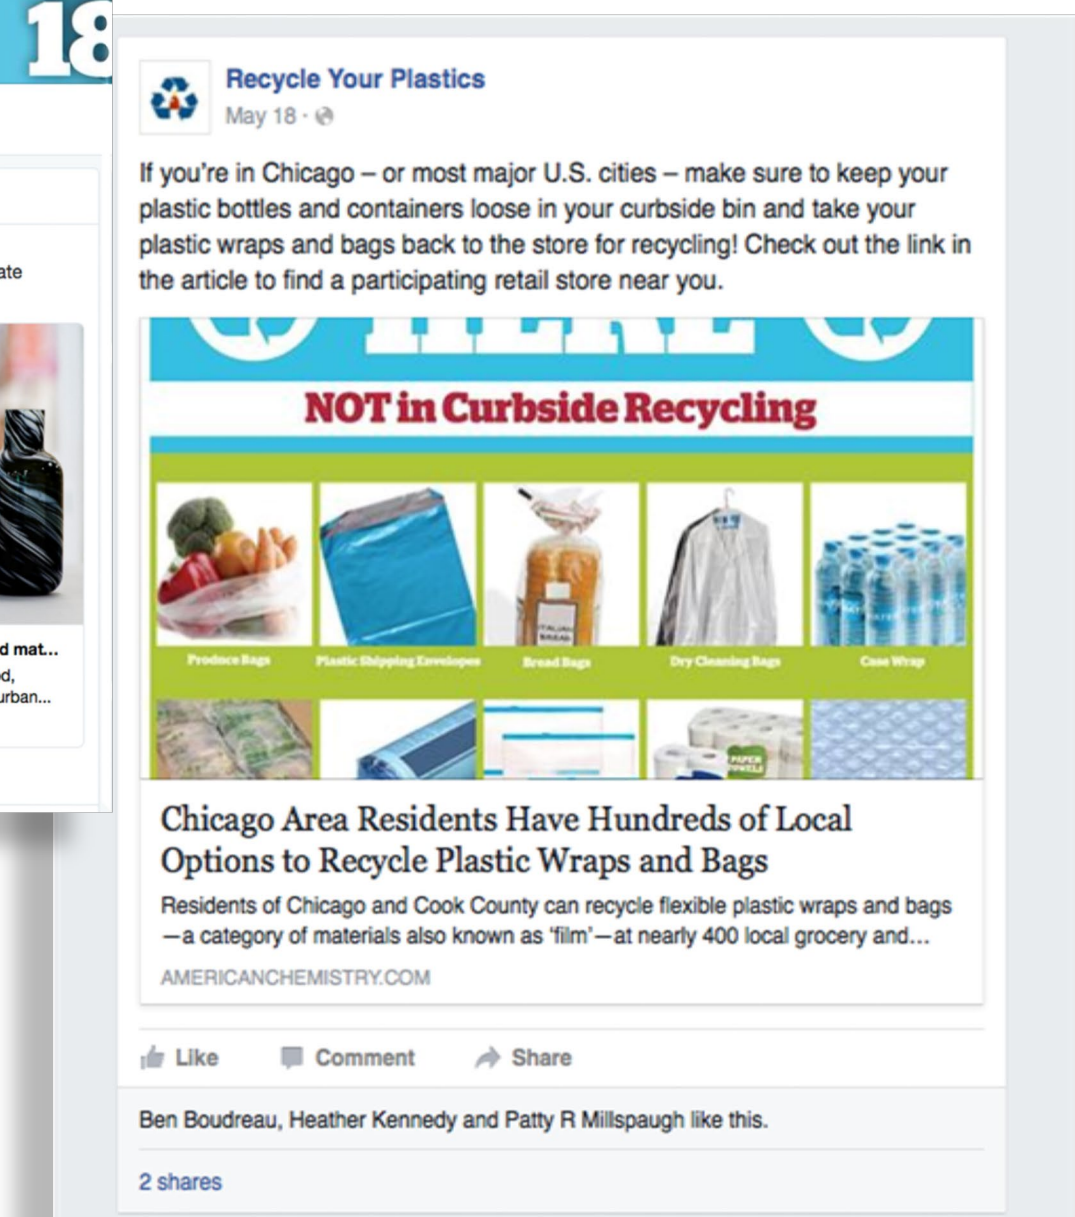 18
ate
d mat...
d,
urban...
Recycle Your Plastics
May 18 ·
If you're in Chicago – or most major U.S. cities – make sure to keep your
plastic bottles and containers loose in your curbside bin and take your
plastic wraps and bags back to the store for recycling! Check out the link in
the article to find a participating retail store near you.
HERE
NOT in Curbside Recycling
Produce Bags
Plastic Shipping Envelopes
Bread Bags
Dry Cleaning Bags
Case Wrap
ITALIAN
BREAD
WATER
PAPER
TOWELS
Chicago Area Residents Have Hundreds of Local
Options to Recycle Plastic Wraps and Bags
Residents of Chicago and Cook County can recycle flexible plastic wraps and bags
—a category of materials also known as 'film'—at nearly 400 local grocery and...
AMERICANCHEMISTRY.COM
Like
Comment
Share
Ben Boudreau, Heather Kennedy and Patty R Millspaugh like this.
2 shares